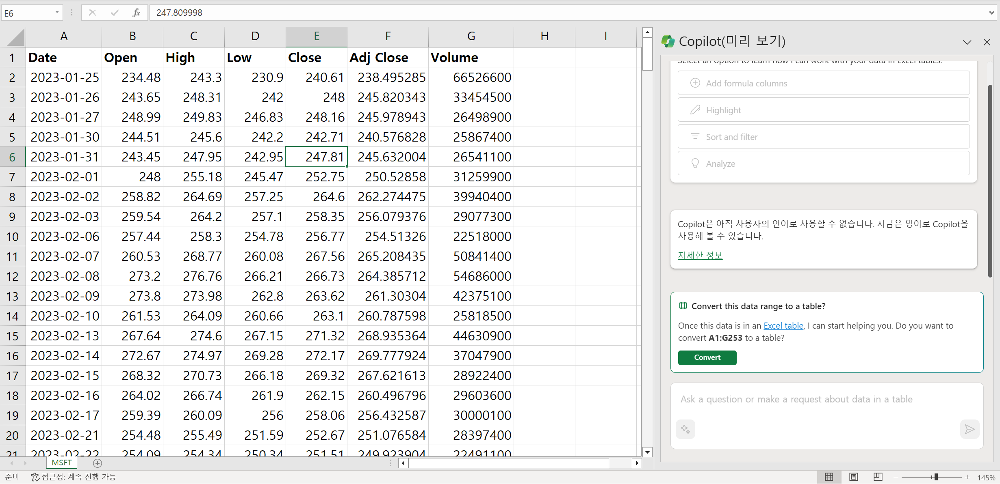 E6
fx
247.809998
A B C D E F G H I
1 Date Open High Low Close Adj Close Volume
2 2023-01-25 234.48 243.3 230.9 240.61 238.495285 66526600
3 2023-01-26 243.65 248.31 242 248 245.820343 33454500
4 2023-01-27 248.99 249.83 246.83 248.16 245.978943 26498900
5 2023-01-30 244.51 245.6 242.2 242.71 240.576828 25867400
6 2023-01-31 243.45 247.95 242.95 247.81 245.632004 26541100
7 2023-02-01 248 255.18 245.47 252.75 250.52858 31259900
8 2023-02-02 258.82 264.69 257.25 264.6 262.274475 39940400
9 2023-02-03 259.54 264.2 257.1 258.35 256.079376 29077300
10 2023-02-06 257.44 258.3 254.78 256.77 254.51326 22518000
11 2023-02-07 260.53 268.77 260.08 267.56 265.208435 50841400
12 2023-02-08 273.2 276.76 266.21 266.73 264.385712 54686000
13 2023-02-09 273.8 273.98 262.8 263.62 261.30304 42375100
14 2023-02-10 261.53 264.09 260.66 263.1 260.787598 25818500
15 2023-02-13 267.64 274.6 267.15 271.32 268.935364 44630900
16 2023-02-14 272.67 274.97 269.28 272.17 269.777924 37047900
17 2023-02-15 268.32 270.73 266.18 269.32 267.621613 28922400
18 2023-02-16 264.02 266.74 261.9 262.15 260.496796 29603600
19 2023-02-17 259.39 260.09 256 258.06 256.432587 30000100
20 2023-02-21 254.48 255.49 251.59 252.67 251.076584 28397400
21 2023-02-22 254.09 254.34 250.34 251.51 249.923904 22491100
MSFT
준비
접근성: 계속 진행 가능
145%
Copilot(미리 보기)
Select an option to learn how I can work with your data in Excel tables.
Add formula columns
Highlight
Sort and filter
Analyze
Copilot은 아직 사용자의 언어로 사용할 수 없습니다. 지금은 영어로 Copilot을
사용해 볼 수 있습니다.
자세한 정보
Convert this data range to a table?
Once this data is in an Excel table, I can start helping you. Do you want to
convert A1:G253 to a table?
Convert
Ask a question or make a request about data in a table